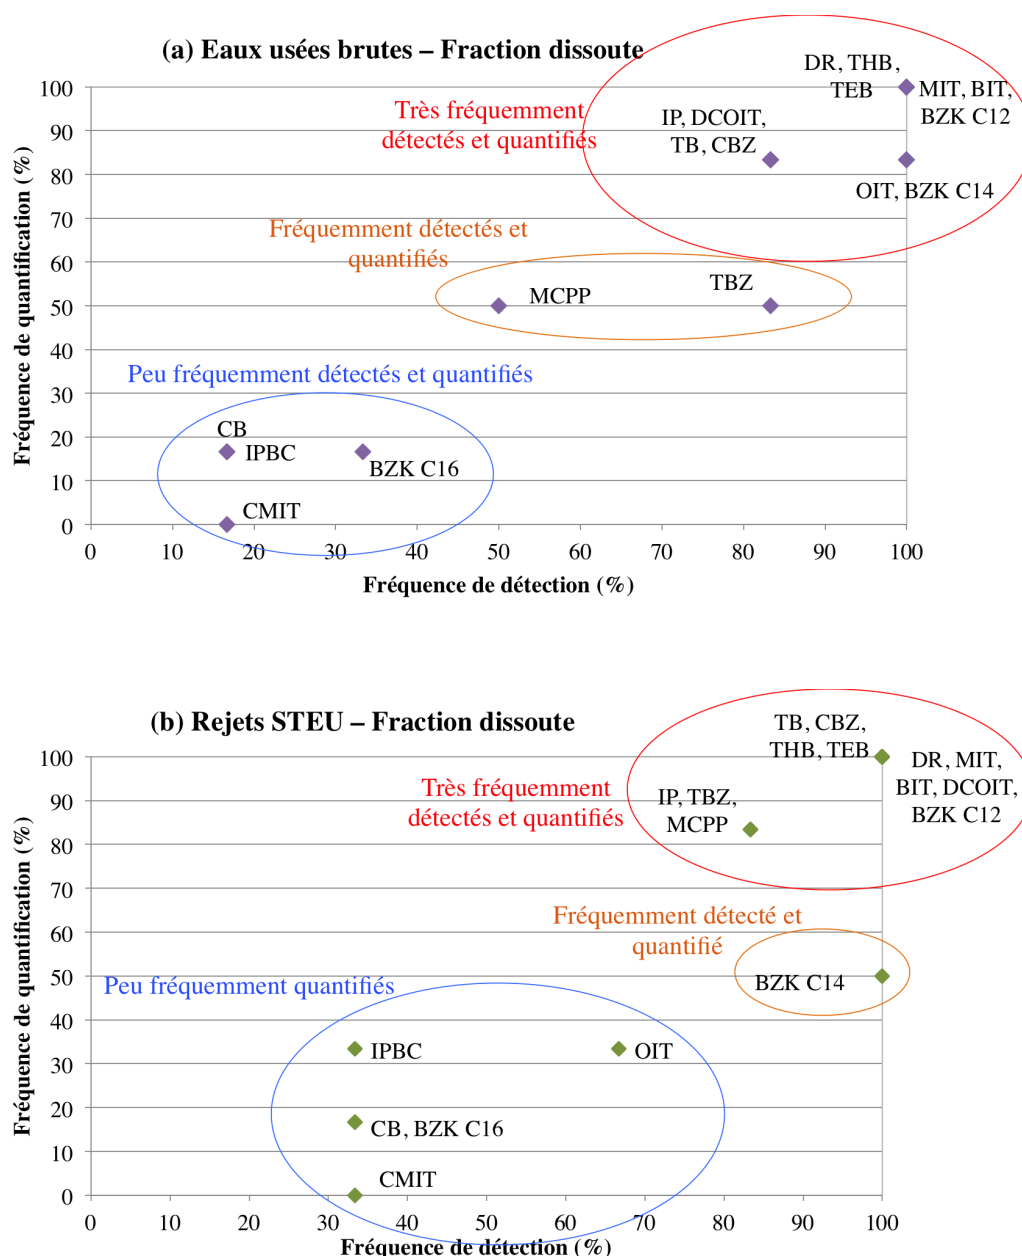 (a) Eaux usées brutes – Fraction dissoute
DR, THB,
TEB
MIT, BIT,
BZK C12
Très fréquemment
détectés et quantifiés
IP, DCOIT,
TB, CBZ
OIT, BZK C14
Fréquemment détectés et
quantifiés
MCPP
TBZ
Peu fréquemment détectés et quantifiés
CB
IPBC
BZK C16
CMIT
Fréquence de quantification (%)
100
90
80
70
60
50
40
30
20
10
0
0 10 20 30 40 50 60 70 80 90 100
Fréquence de détection (%)
(b) Rejets STEU – Fraction dissoute
TB, CBZ,
THB, TEB
DR, MIT,
BIT, DCOIT,
BZK C12
Très fréquemment
détectés et quantifiés
IP, TBZ,
MCPP
Fréquemment détecté et
quantifié
BZK C14
Peu fréquemment quantifiés
IPBC
OIT
CB, BZK C16
CMIT
Fréquence de quantification (%)
100
90
80
70
60
50
40
30
20
10
0
0 10 20 30 40 50 60 70 80 90 100
Fréquence de détection (%)